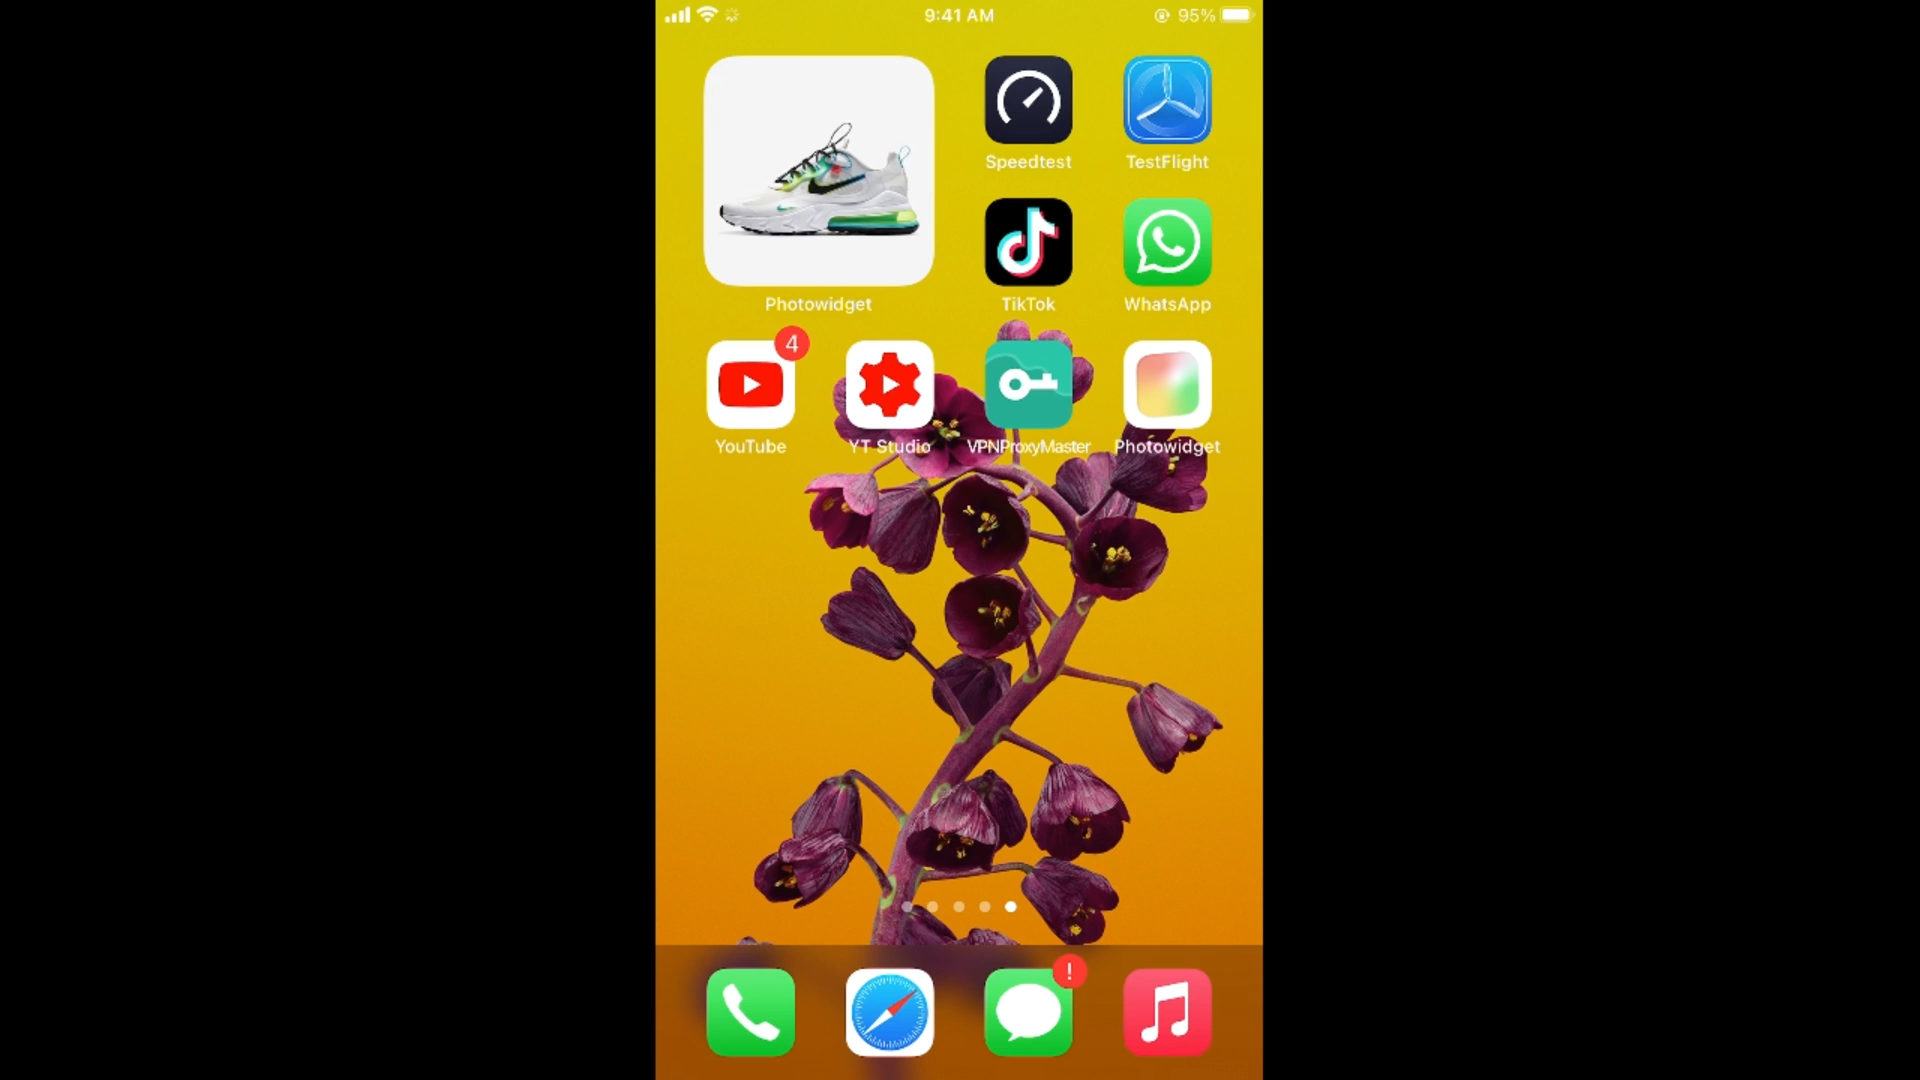 9:41 AM
95%
Speedtest
TestFlight
Photowidget
TikTok
WhatsApp
4
YouTube
YT Studio
VPNProxyMaster
Photowidget
!